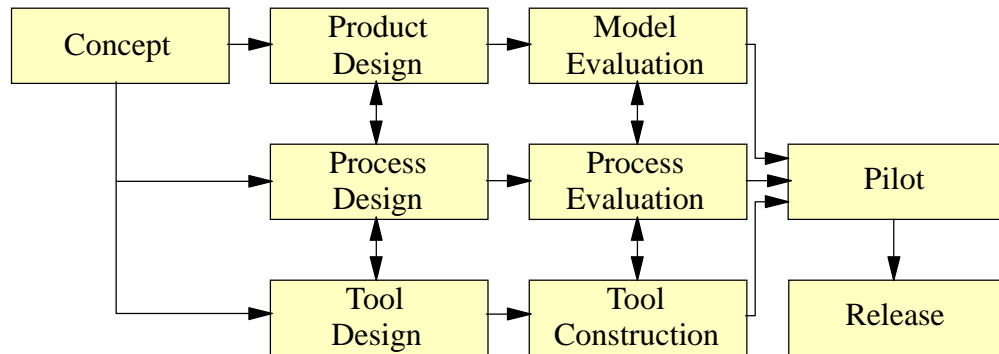 Concept
Product
Design
Model
Evaluation
Process
Design
Process
Evaluation
Pilot
Tool
Design
Tool
Construction
Release